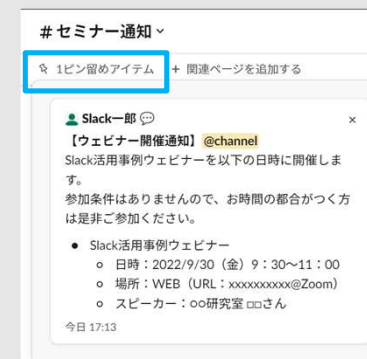 # セミナー通知
1ピン留めアイテム + 関連ページを追加する
Slack一郎
【ウェビナー開催通知】@channel
Slack活用事例ウェビナーを以下の日時に開催しま
す。
参加条件はありませんので、お時間の都合がつく方
は是非ご参加ください。
● Slack活用事例ウェビナー
○ 日時：2022/9/30（金）9：30～11：00
○ 場所：WEB（URL：xxxxxxxxxx@Zoom）
○ スピーカー：○○研究室 □□さん
今日 17:13